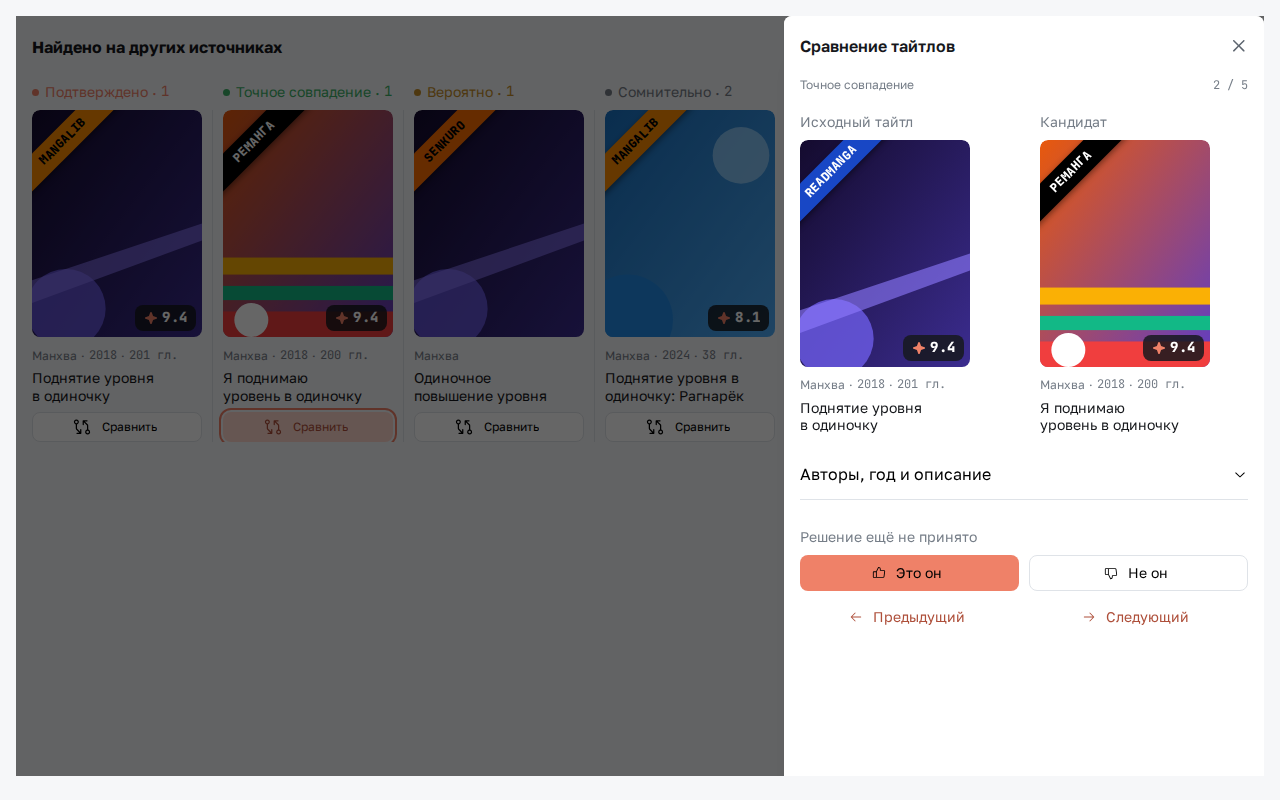 Найдено на других источниках
Подтверждено · 1
Точное совпадение · 1
Вероятно · 1
Сомнительно · 2
MANGALIB
9.4
Манхва · 2018 · 201 гл.
Поднятие уровня
в одиночку
Сравнить
РЕМАНГА
9.4
Манхва · 2018 · 200 гл.
Я поднимаю
уровень в одиночку
Сравнить
SENKURO
Манхва
Одиночное
повышение уровня
Сравнить
MANGALIB
8.1
Манхва · 2024 · 38 гл.
Поднятие уровня в
одиночку: Рагнарёк
Сравнить
Сравнение тайтлов
Точное совпадение
2 / 5
Исходный тайтл
READMANGA
9.4
Манхва · 2018 · 201 гл.
Поднятие уровня
в одиночку
Кандидат
РЕМАНГА
9.4
Манхва · 2018 · 200 гл.
Я поднимаю
уровень в одиночку
Авторы, год и описание
Решение ещё не принято
Это он
Не он
Предыдущий
Следующий